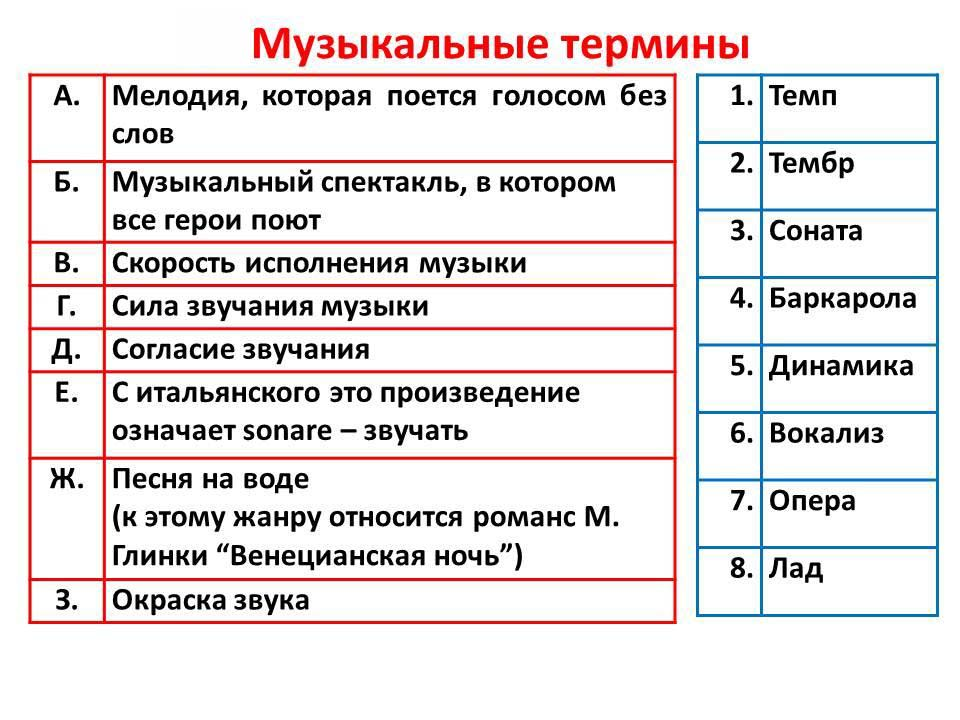 Музыкальные термины
А. Мелодия, которая поется голосом без
слов
Б. Музыкальный спектакль, в котором
все герои поют
В. Скорость исполнения музыки
Г. Сила звучания музыки
Д. Согласие звучания
Е. С итальянского это произведение
означает sonare – звучать
Ж. Песня на воде
(к этому жанру относится романс М.
Глинки “Венецианская ночь”)
З. Окраска звука
1. Темп
2. Тембр
3. Соната
4. Баркарола
5. Динамика
6. Вокализ
7. Опера
8. Лад